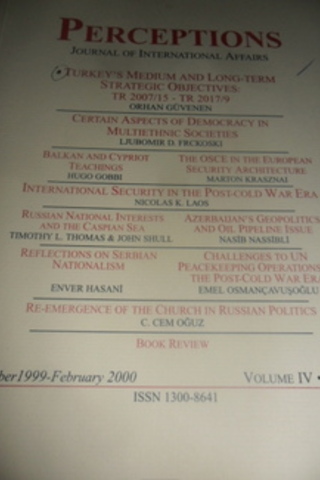 PERCEPTIONS
JOURNAL OF INTERNATIONAL AFFAIRS
TURKEY'S MEDIUM AND LONG-TERM
STRATEGIC OBJECTIVES:
TR 2007/15 - TR 2017/9
ORHAN GÜVENEN
CERTAIN ASPECTS OF DEMOCRACY IN
MULTIETHNIC SOCIETIES
LJUBOMIR D. FRCKOSKI
BALKAN AND CYPRIOT
TEACHINGS
HUGO GOBBI
THE OSCE IN THE EUROPEAN
SECURITY ARCHITECTURE
MARTON KRASZNAI
INTERNATIONAL SECURITY IN THE POST-COLD WAR ERA
NICOLAS K. LAOS
RUSSIAN NATIONAL INTERESTS
AND THE CASPIAN SEA
TIMOTHY L. THOMAS & JOHN SHULL
AZERBAIJAN'S GEOPOLITICS
AND OIL PIPELINE ISSUE
NASİB NASSİBLİ
REFLECTIONS ON SERBIAN
NATIONALISM
ENVER HASANİ
CHALLENGES TO UN
PEACEKEEPING OPERATIONS
THE POST-COLD WAR ERA
EMEL OSMANÇAVUŞOĞLU
RE-EMERGENCE OF THE CHURCH IN RUSSIAN POLITICS
C. CEM OĞUZ
BOOK REVIEW
ber1999-February 2000
VOLUME IV •
ISSN 1300-8641